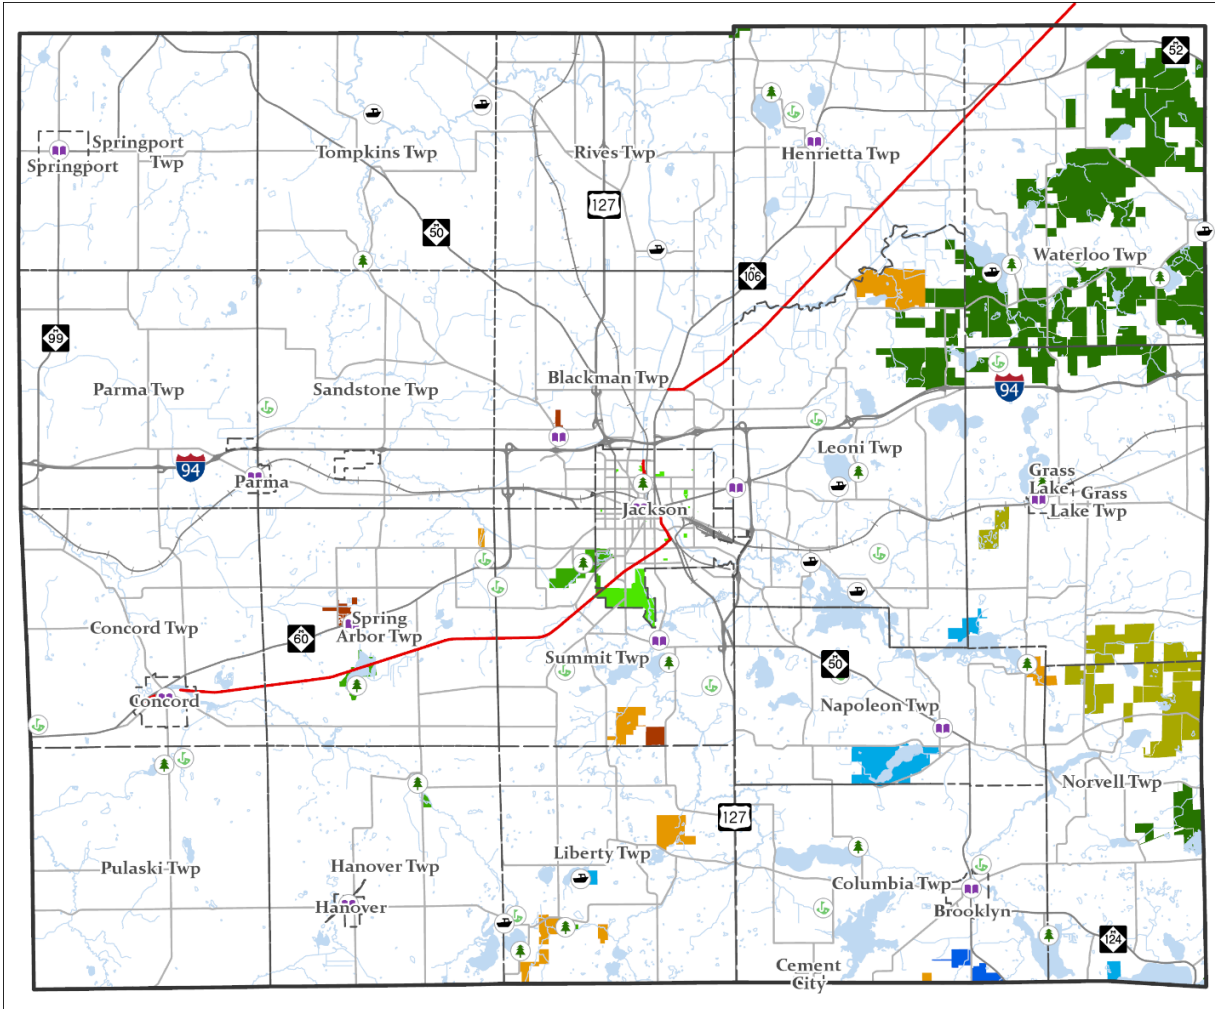 52
Springport
Twp
Springport
Tompkins Twp
Rives Twp
Henrietta Twp
127
M
50
Waterloo Twp
M
106
M
99
Parma Twp
Sandstone Twp
Blackman Twp
94
Leoni Twp
94
Parma
Grass
Lake
Grass
Lake Twp
Jackson
Concord Twp
M
60
Spring
Arbor Twp
Summit Twp
M
50
Napoleon Twp
Concord
Norvell Twp
127
Pulaski Twp
Hanover Twp
Liberty Twp
Columbia Twp
Hanover
Brooklyn
M
124
Cement
City